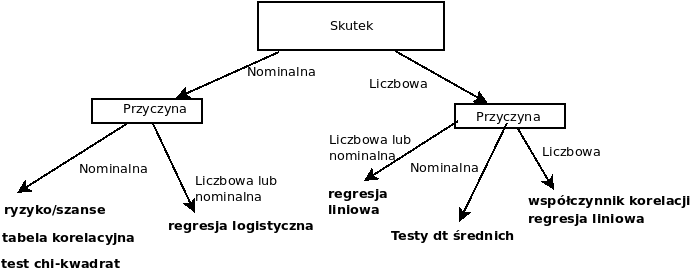 Skutek
Nominalna
Liczbowa
Przyczyna
Przyczyna
Nominalna
Liczbowa lub
nominalna
Liczbowa lub
nominalna
Nominalna
Liczbowa
ryzyko/szanse
tabela korelacyjna
test chi-kwadrat
regresja logistyczna
regresja
liniowa
Testy dt średnich
współczynnik korelacji
regresja liniowa